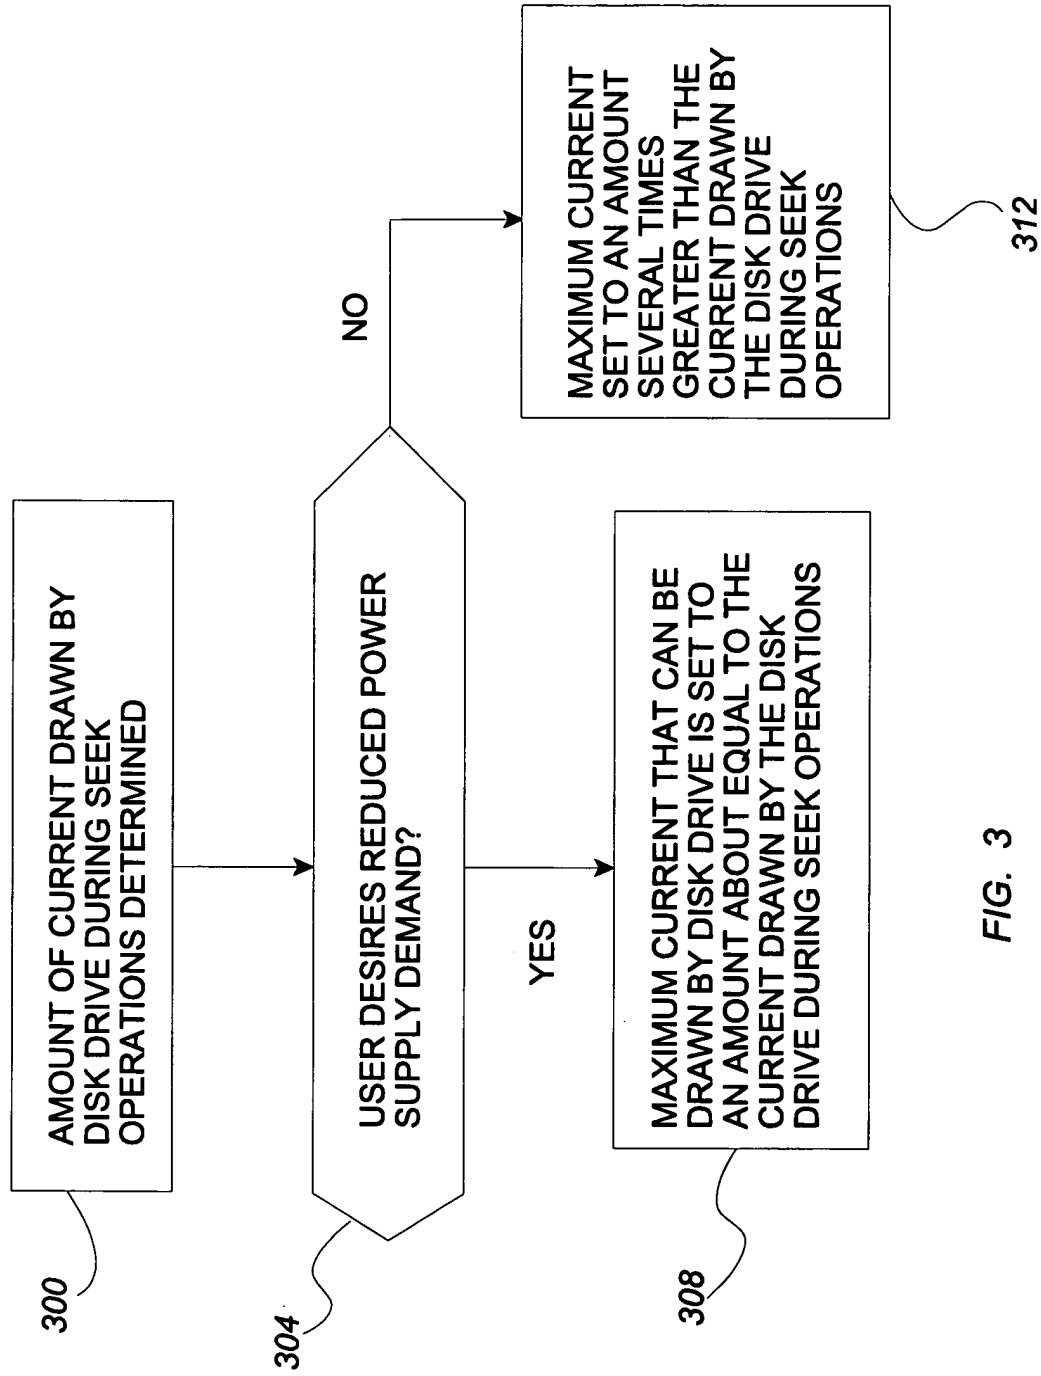 300
AMOUNT OF CURRENT DRAWN BY
DISK DRIVE DURING SEEK
OPERATIONS DETERMINED
304
USER DESIRES REDUCED POWER
SUPPLY DEMAND?
NO
YES
308
MAXIMUM CURRENT THAT CAN BE
DRAWN BY DISK DRIVE IS SET TO
AN AMOUNT ABOUT EQUAL TO THE
CURRENT DRAWN BY THE DISK
DRIVE DURING SEEK OPERATIONS
MAXIMUM CURRENT
SET TO AN AMOUNT
SEVERAL TIMES
GREATER THAN THE
CURRENT DRAWN BY
THE DISK DRIVE
DURING SEEK
OPERATIONS
312
FIG. 3